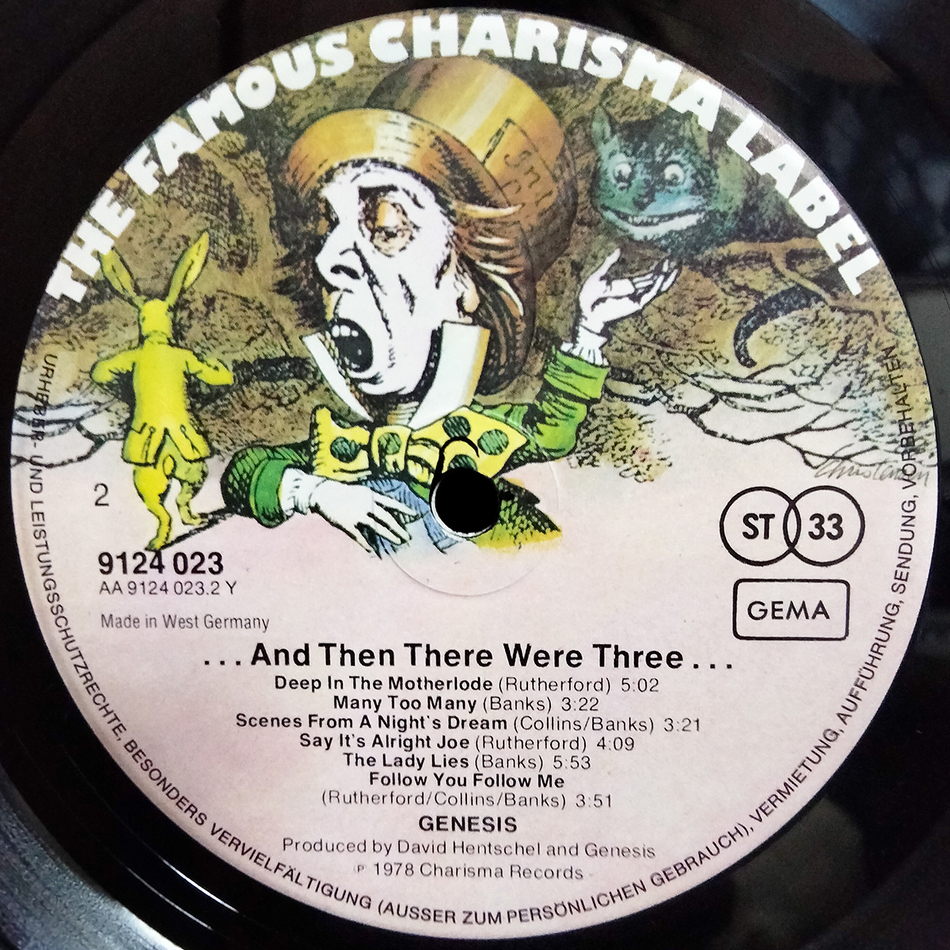 THE FAMOUS CHARISMA LABEL
2
9124 023
AA 9124 023.2 Y
Made in West Germany
ST 33
GEMA
...And Then There Were Three...
Deep In The Motherlode (Rutherford) 5:02
Many Too Many (Banks) 3:22
Scenes From A Night's Dream (Collins/Banks) 3:21
Say It's Alright Joe (Rutherford) 4:09
The Lady Lies (Banks) 5:53
Follow You Follow Me
(Rutherford/Collins/Banks) 3:51
GENESIS
Produced by David Hentschel and Genesis
℗ 1978 Charisma Records
URHEBER- UND LEISTUNGSSCHUTZRECHTE, BESONDERS VERVIELFÄLTIGUNG (AUSSER ZUM PERSÖNLICHEN GEBRAUCH), VERMIETUNG, AUFFÜHRUNG, SENDUNG, VORBEHALTEN